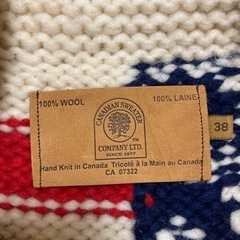 100% WOOL
100% LAINE
CANADIAN SWEATER
COMPANY LTD.
SINCE 1977
TM
Hand Knit in Canada Tricoté à la Main au Canada
CA 07322
38